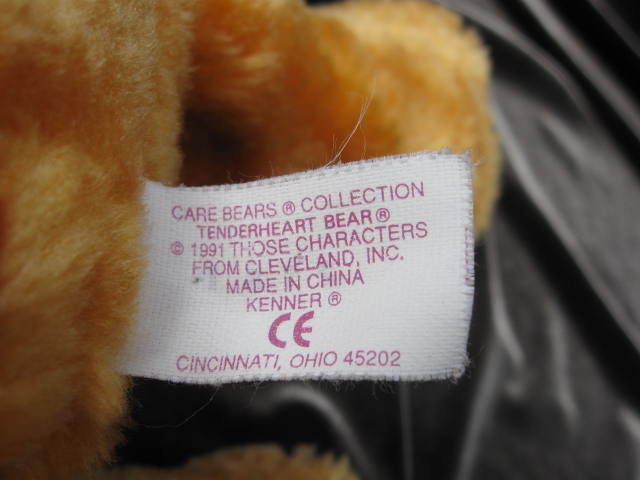 CARE BEARS ® COLLECTION
TENDERHEART BEAR ®
© 1991 THOSE CHARACTERS
FROM CLEVELAND, INC.
MADE IN CHINA
KENNER ®
CE
CINCINNATI, OHIO 45202